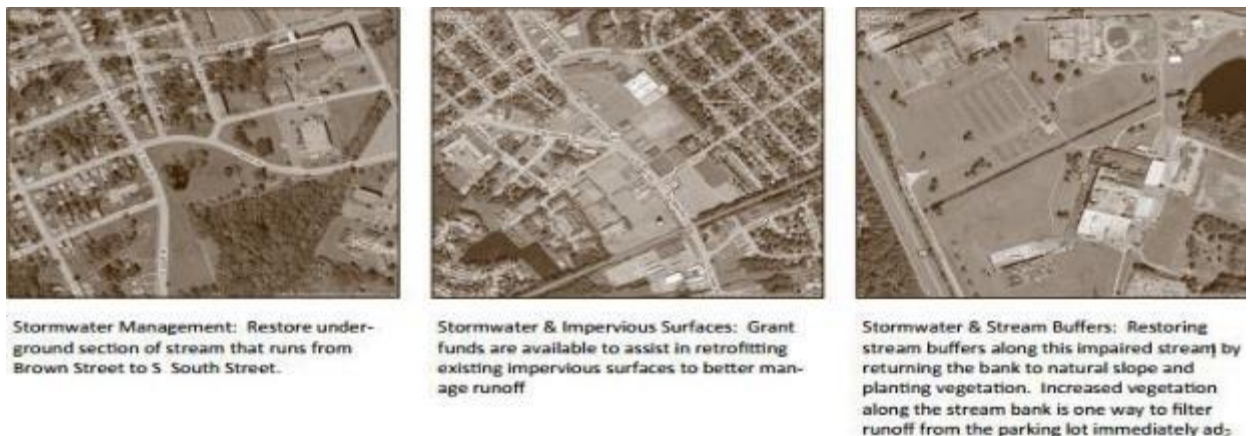 Stormwater Management: Restore under-
ground section of stream that runs from
Brown Street to S South Street.
Stormwater & Impervious Surfaces: Grant
funds are available to assist in retrofitting
existing impervious surfaces to better man-
age runoff
Stormwater & Stream Buffers: Restoring
stream buffers along this impaired stream by
returning the bank to natural slope and
planting vegetation. Increased vegetation
along the stream bank is one way to filter
runoff from the parking lot immediately